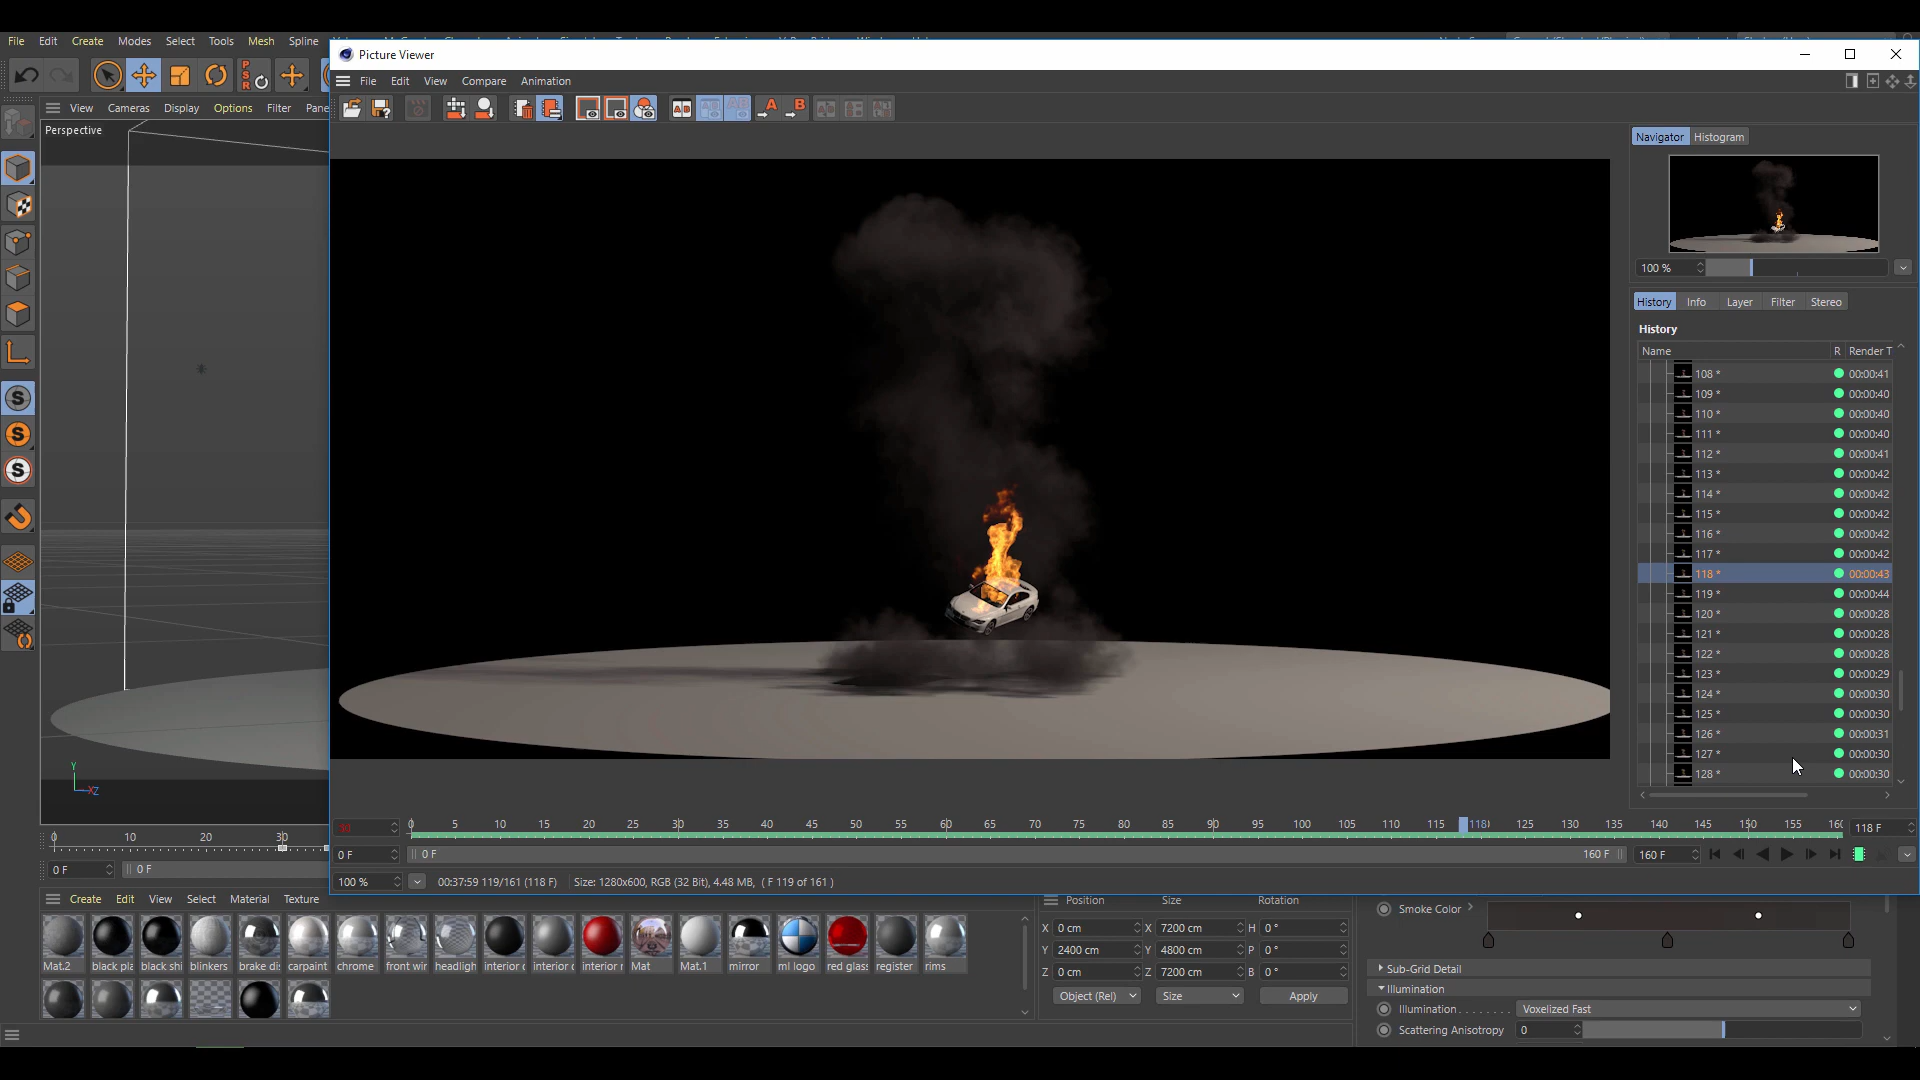 File Edit Create Modes Select Tools Mesh Spline
Picture Viewer
File Edit View Compare Animation
View Cameras Display Options Filter Pane
Perspective
Navigator Histogram
100 %
History Info Layer Filter Stereo
History
Name R Render T
108 * 00:00:41
109 * 00:00:40
110 * 00:00:40
111 * 00:00:40
112 * 00:00:41
113 * 00:00:42
114 * 00:00:42
115 * 00:00:42
116 * 00:00:42
117 * 00:00:42
118 * 00:00:43
119 * 00:00:44
120 * 00:00:28
121 * 00:00:28
122 * 00:00:28
123 * 00:00:29
124 * 00:00:30
125 * 00:00:30
126 * 00:00:31
127 * 00:00:30
128 * 00:00:30
Y
XZ
0 5 10 15 20 25 30 35 40 45 50 55 60 65 70 75 80 85 90 95 100 105 110 115 118 125 130 135 140 145 150 155 160 118 F
0 10 20 30
0 F 0 F 160 F 160 F
0 F 0 F
100 % 00:37:59 119/161 (118 F) Size: 1280x600, RGB (32 Bit), 4.48 MB, ( F 119 of 161 )
Create Edit View Select Material Texture
Mat.2 black pla black shi blinkers brake di carpaint chrome front wir headligh interior c interior c interior r Mat Mat.1 mirror ml logo red glass register rims
Position Size Rotation
X 0 cm X 7200 cm H 0 °
Y 2400 cm Y 4800 cm P 0 °
Z 0 cm Z 7200 cm B 0 °
Object (Rel) Size Apply
Smoke Color
Sub-Grid Detail
Illumination
Illumination . . . . . . . . Voxelized Fast
Scattering Anisotropy 0